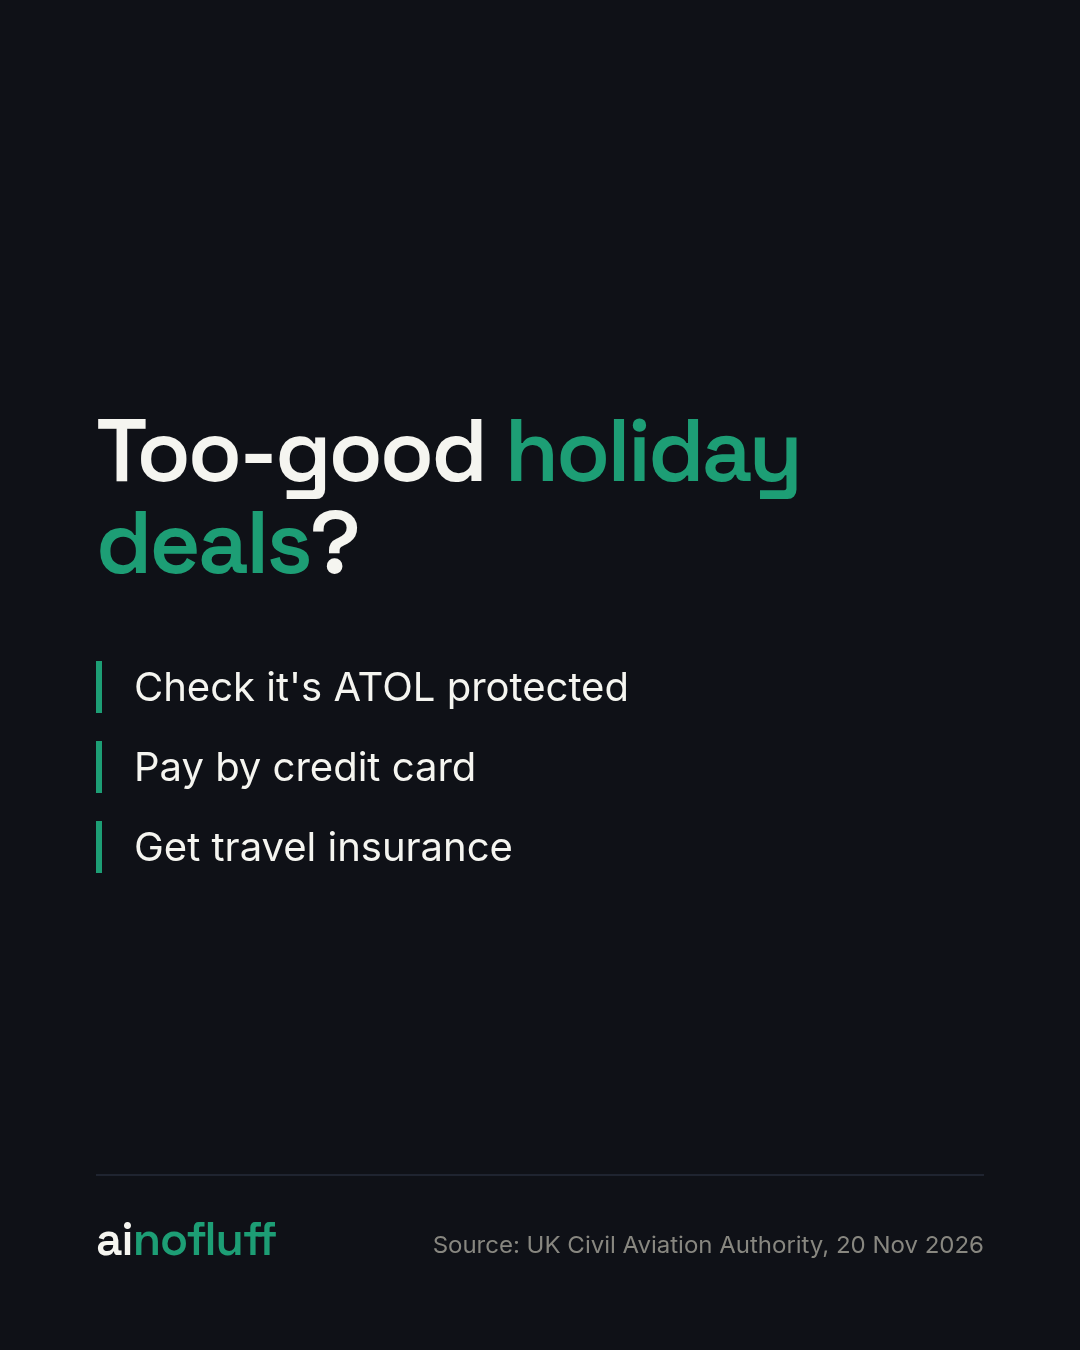 Too-good holiday
deals?
Check it's ATOL protected
Pay by credit card
Get travel insurance
ainofluff
Source: UK Civil Aviation Authority, 20 Nov 2026